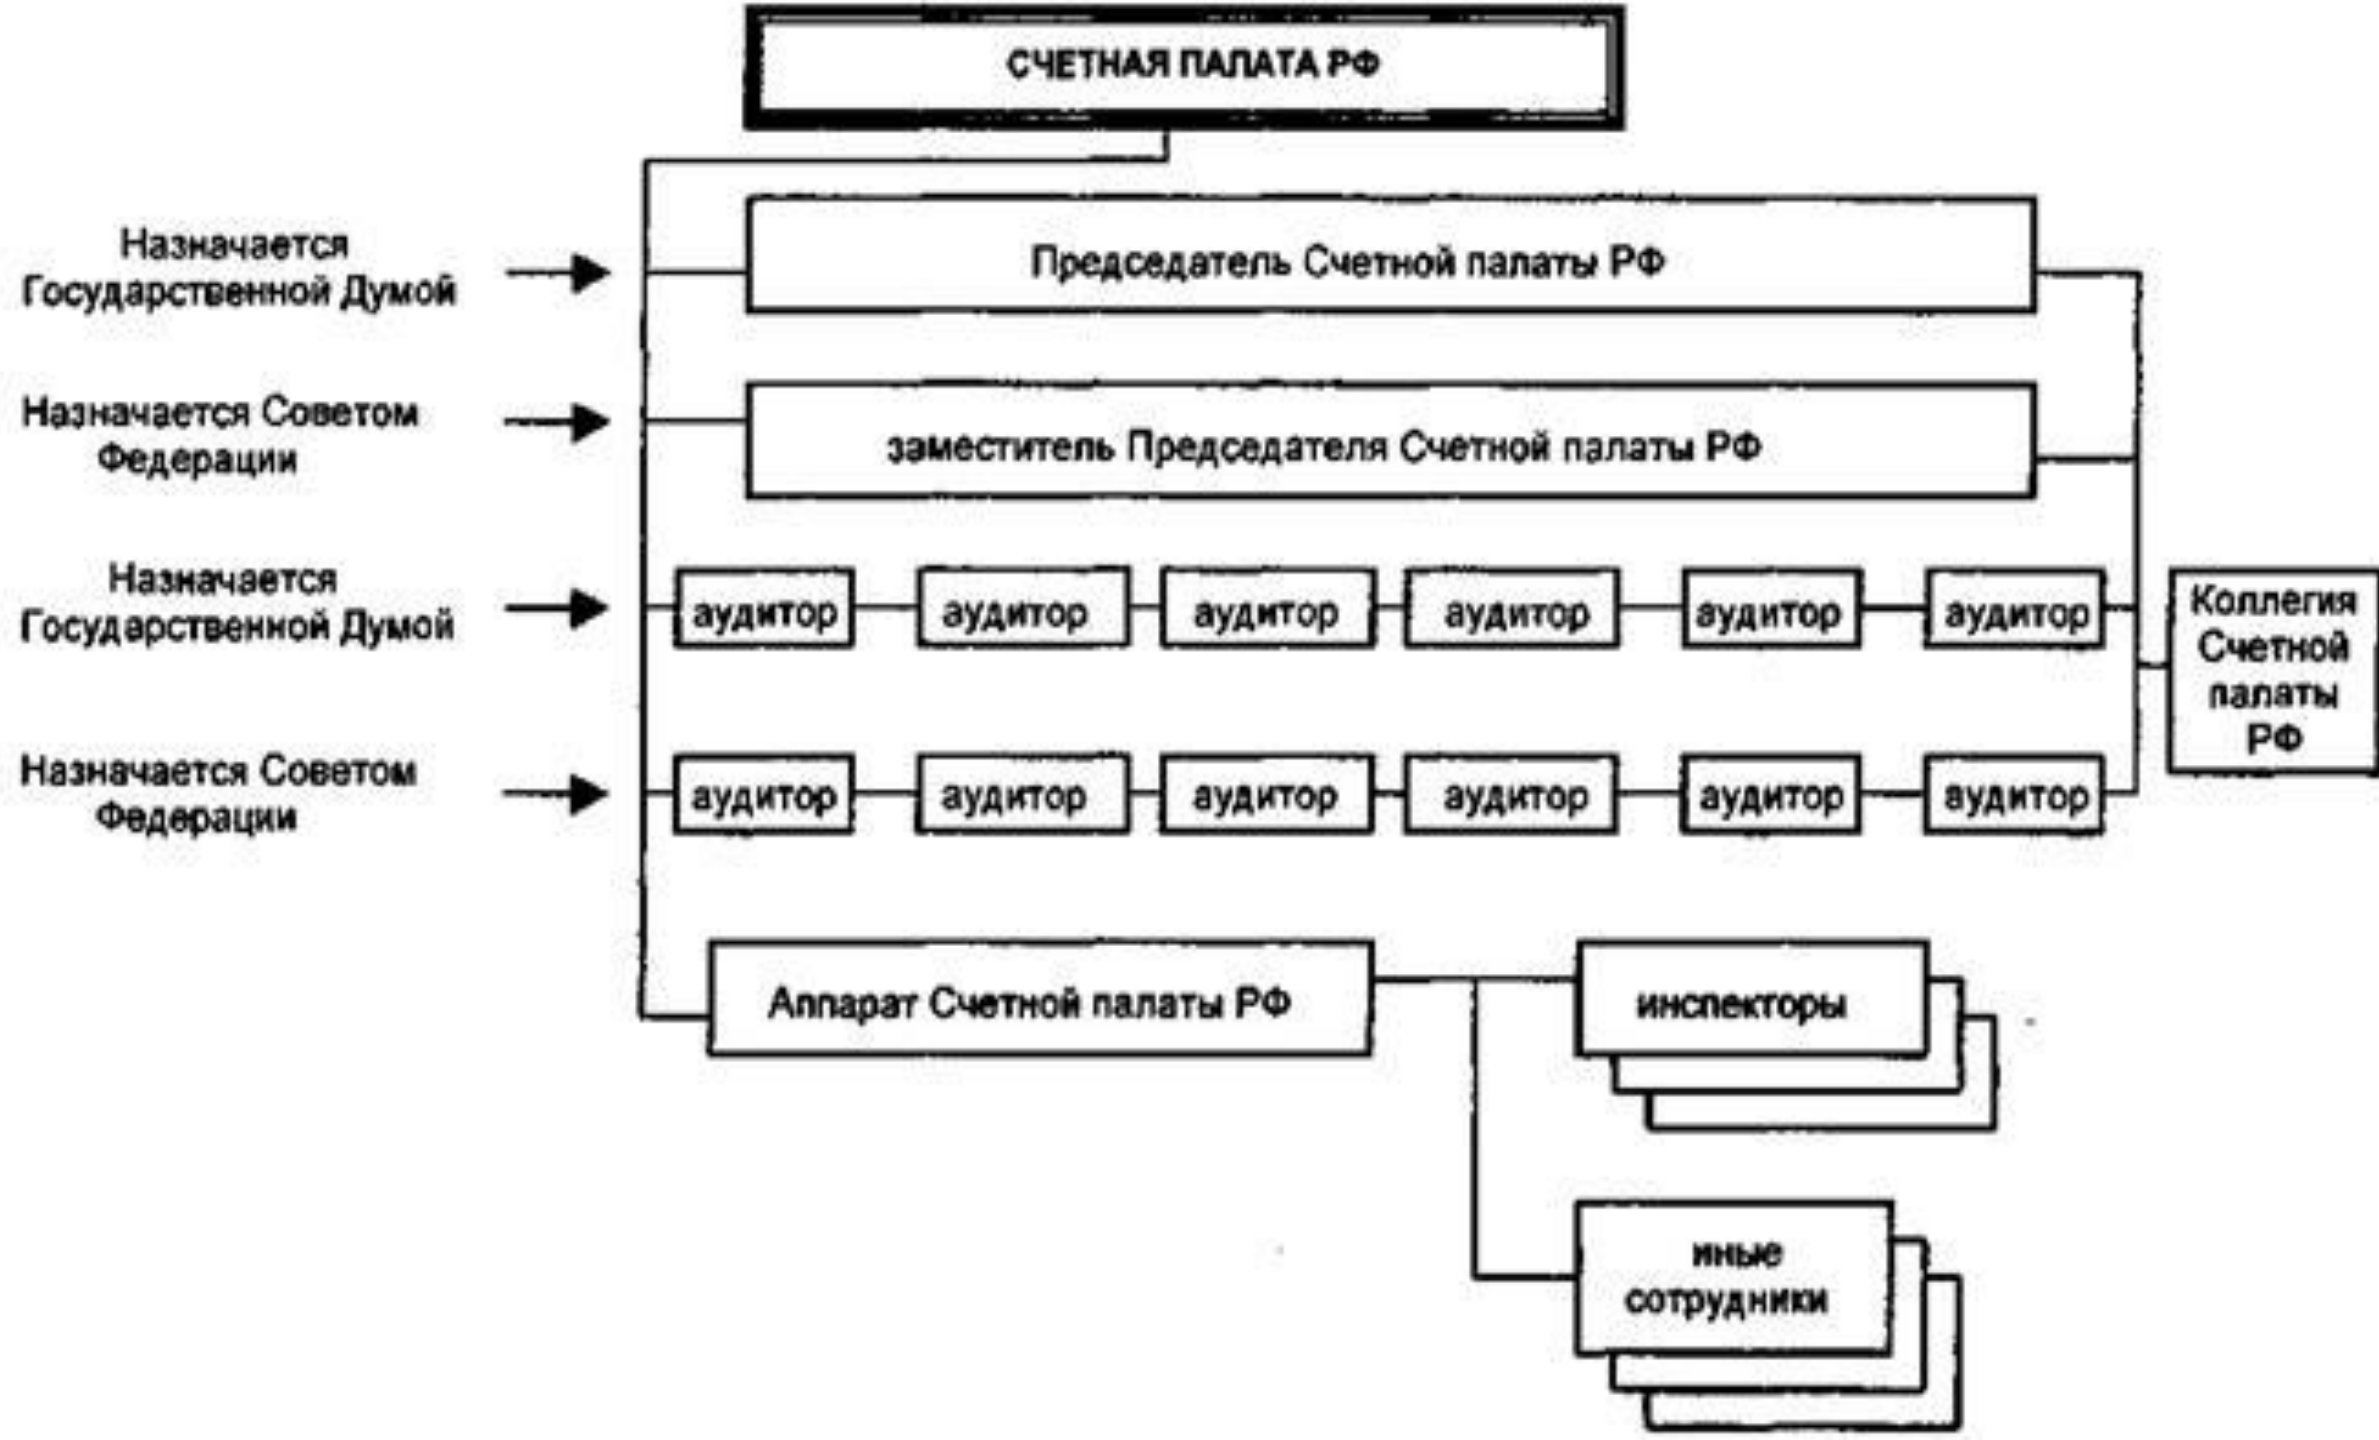 СЧЕТНАЯ ПАЛАТА РФ
Назначается
Государственной Думой
Председатель Счетной палаты РФ
Назначается Советом
Федерации
заместитель Председателя Счетной палаты РФ
Назначается
Государственной Думой
аудитор
аудитор
аудитор
аудитор
аудитор
аудитор
Коллегия
Счетной
палаты
РФ
Назначается Советом
Федерации
аудитор
аудитор
аудитор
аудитор
аудитор
аудитор
Аппарат Счетной палаты РФ
инспекторы
иные
сотрудники